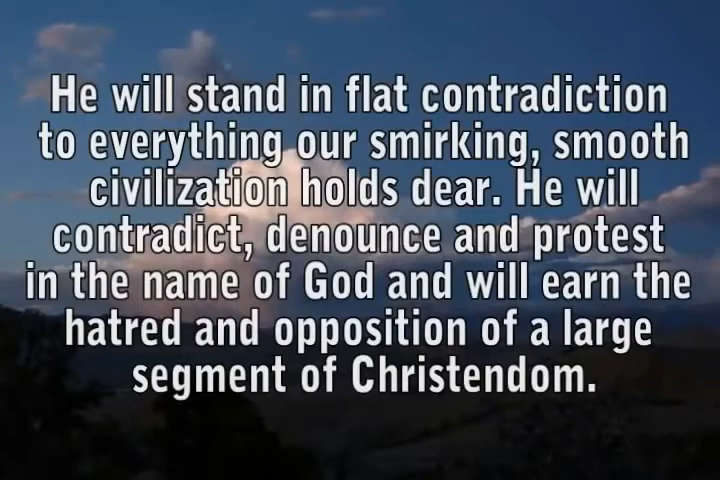 He will stand in flat contradiction
to everything our smirking, smooth
civilization holds dear. He will
contradict, denounce and protest
in the name of God and will earn the
hatred and opposition of a large
segment of Christendom.